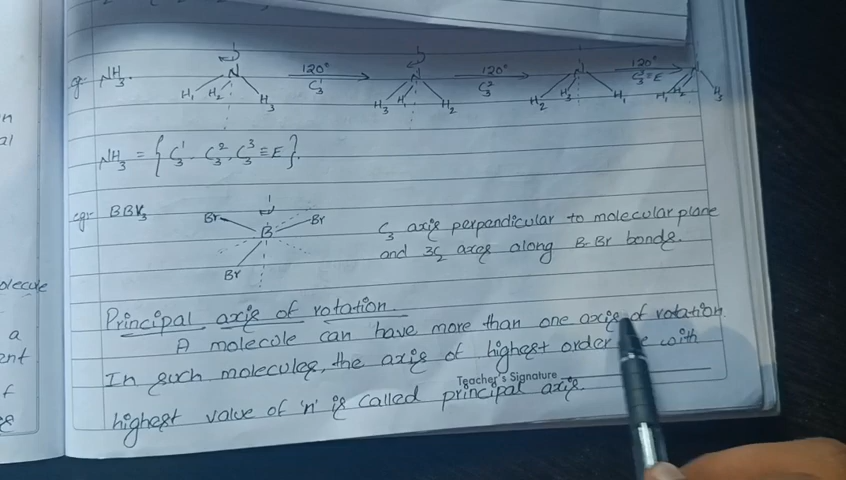 eg:- NH3.
N
H1 H2 H3
120°
C3
N
H3 H1 H2
120°
C3²
N
H2 H3 H1
120°
C3³≡E
H1 H2 H3
NH3 = { C3¹, C3², C3³ ≡ E }.
eg:- BBr3
Br B Br
Br
C3 axis perpendicular to molecular plane
and 3C2 axes along B-Br bonds.
Principal axis of rotation.
A molecule can have more than one axis of rotation.
In such molecules, the axis of highest order with
Teacher's Signature
highest value of 'n' is called principal axis.
olecule
a
ent
f